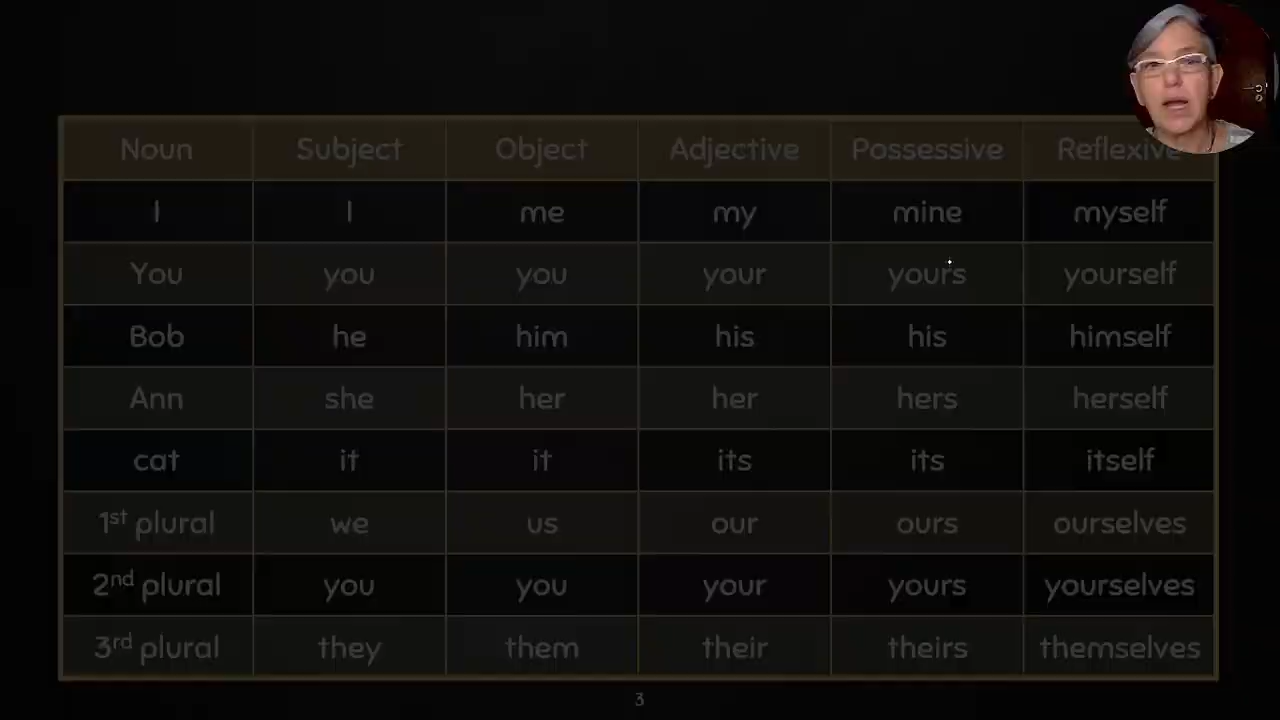 Noun Subject Object Adjective Possessive Reflexive
I I me my mine myself
You you you your yours yourself
Bob he him his his himself
Ann she her her hers herself
cat it it its its itself
1st plural we us our ours ourselves
2nd plural you you your yours yourselves
3rd plural they them their theirs themselves
3